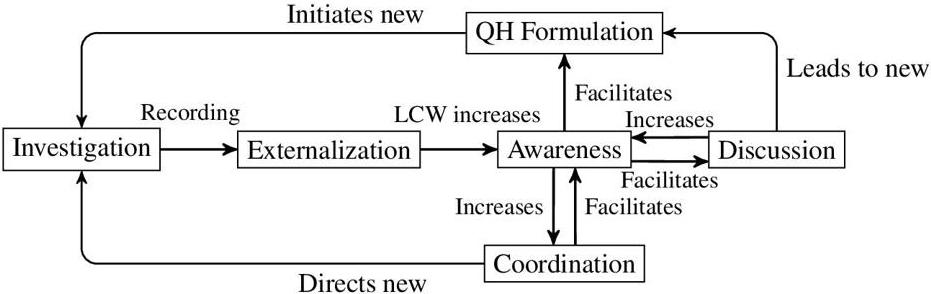 Initiates new
QH Formulation
Leads to new
Facilitates
Recording
LCW increases
Increases
Investigation
Externalization
Awareness
Discussion
Facilitates
Increases
Facilitates
Coordination
Directs new